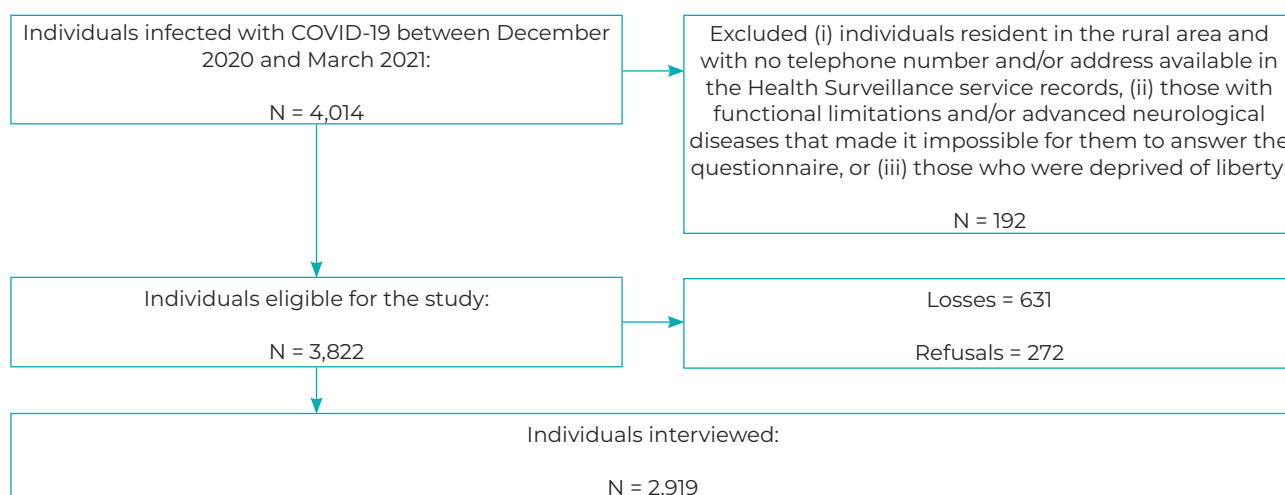 Individuals infected with COVID-19 between December
2020 and March 2021:
N = 4,014
Excluded (i) individuals resident in the rural area and
with no telephone number and/or address available in
the Health Surveillance service records, (ii) those with
functional limitations and/or advanced neurological
diseases that made it impossible for them to answer the
questionnaire, or (iii) those who were deprived of liberty:
N = 192
Individuals eligible for the study:
N = 3,822
Losses = 631
Refusals = 272
Individuals interviewed:
N = 2,919